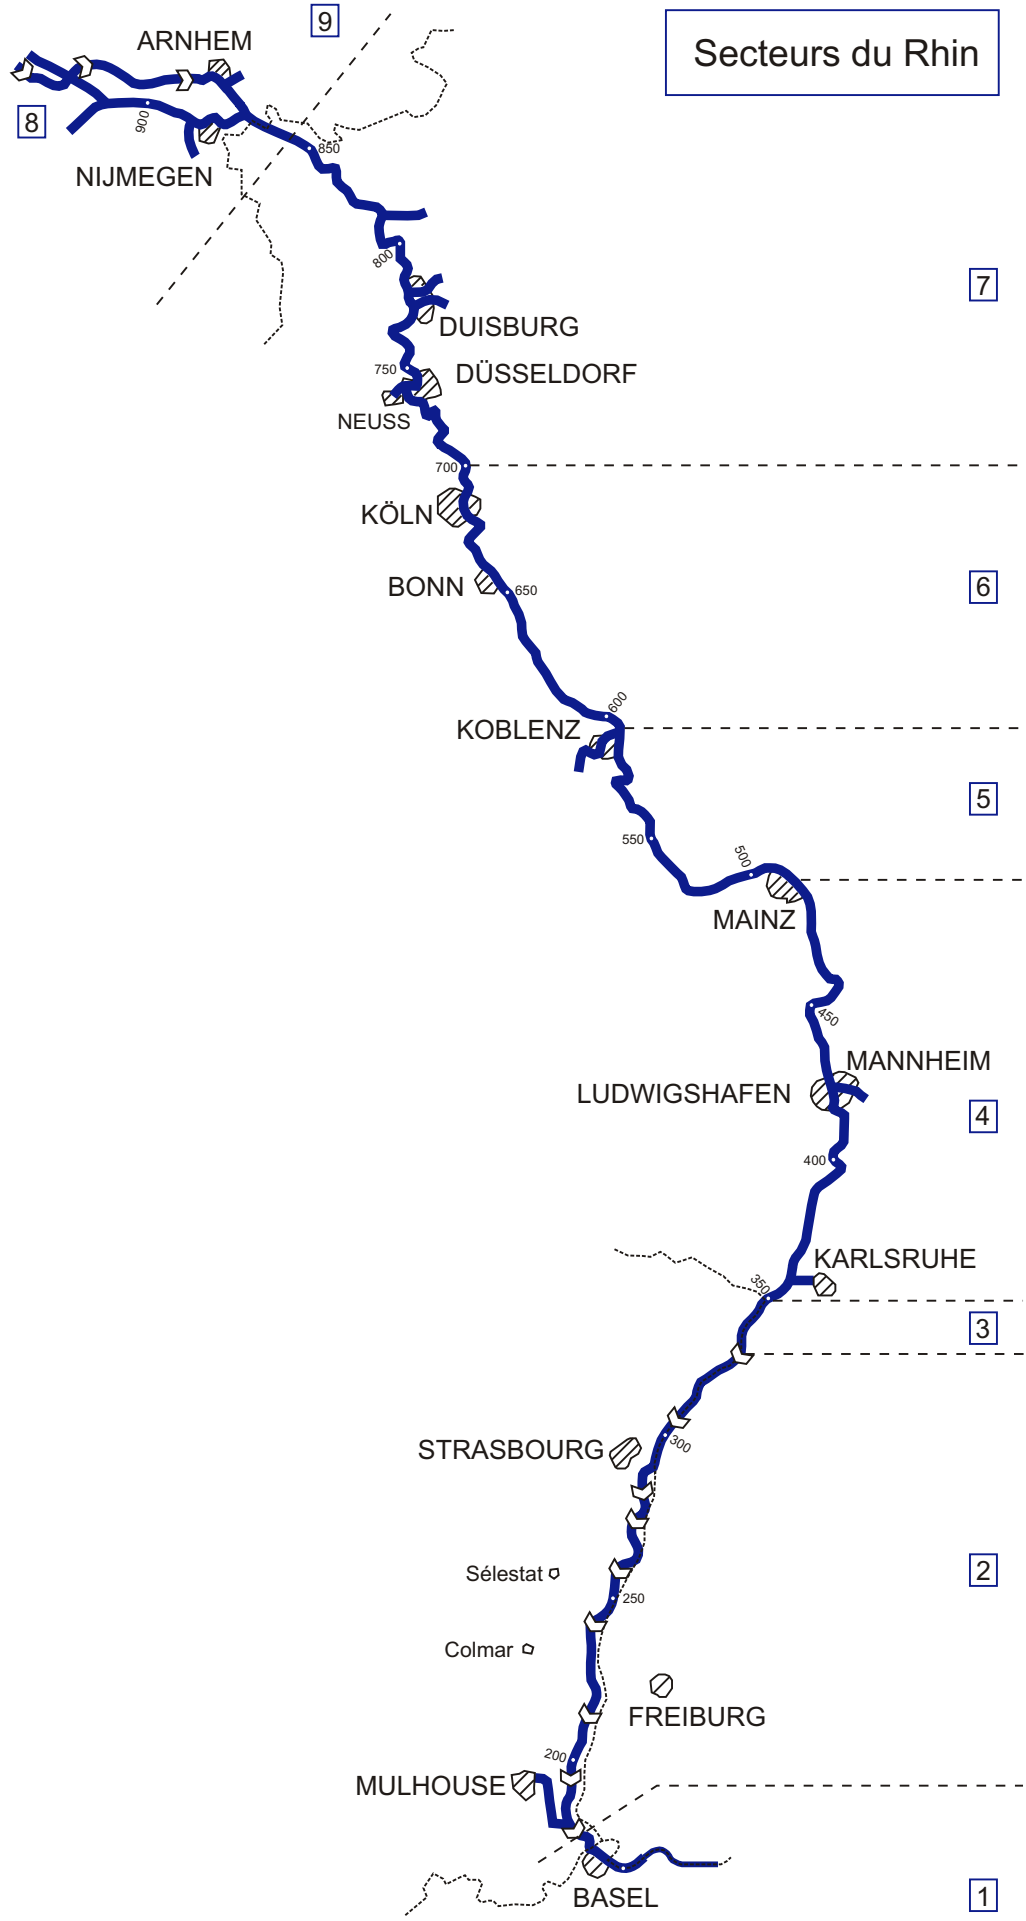 9
Secteurs du Rhin
ARNHEM
8
900
850
NIJMEGEN
800
7
DUISBURG
750
DÜSSELDORF
NEUSS
700
KÖLN
BONN
650
6
600
KOBLENZ
5
550
500
MAINZ
450
MANNHEIM
LUDWIGSHAFEN
4
400
KARLSRUHE
350
3
300
STRASBOURG
Sélestat
2
250
Colmar
FREIBURG
200
MULHOUSE
BASEL
1